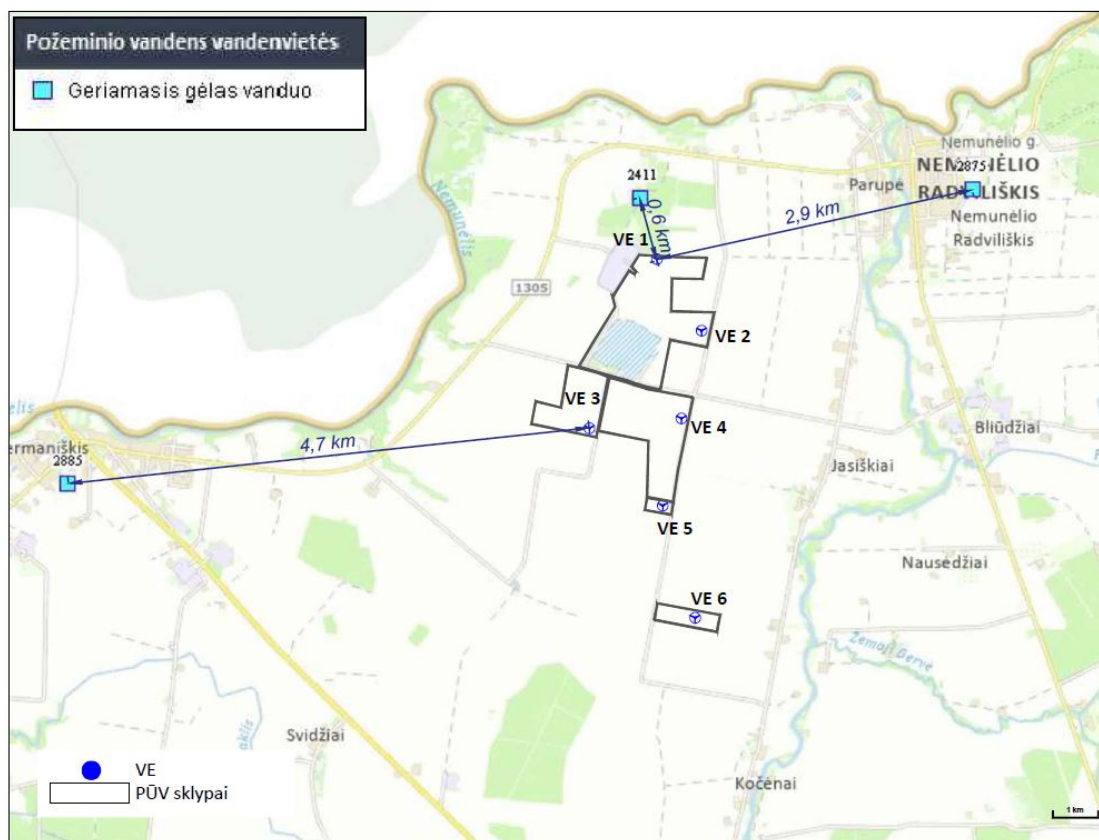 Požeminio vandens vandenvietės
Geriamasis gėlas vanduo
Nemunėlis
Nemunėlio g.
NEMUNĖLIO
2875
RADVILIŠKIS
Parupe
Nemunėlio
Radviliškis
2411
0,6 km
2,9 km
VE 1
1305
VE 2
VE 3
VE 4
4,7 km
ermaniškis
2885
Bliūdžiai
Jasiškiai
VE 5
Nausėdžiai
VE 6
Žemoji Gervė
Svidžiai
Kočėnai
VE
PŪV sklypai
1 km